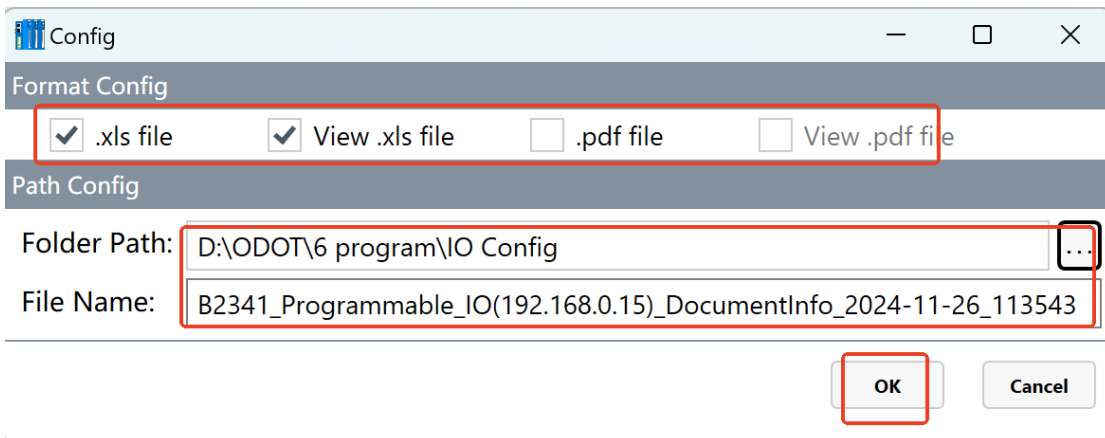 Config
Format Config
.xls file View .xls file .pdf file View .pdf file
Path Config
Folder Path: D:\ODOT\6 program\IO Config ...
File Name: B2341_Programmable_IO(192.168.0.15)_DocumentInfo_2024-11-26_113543
OK Cancel